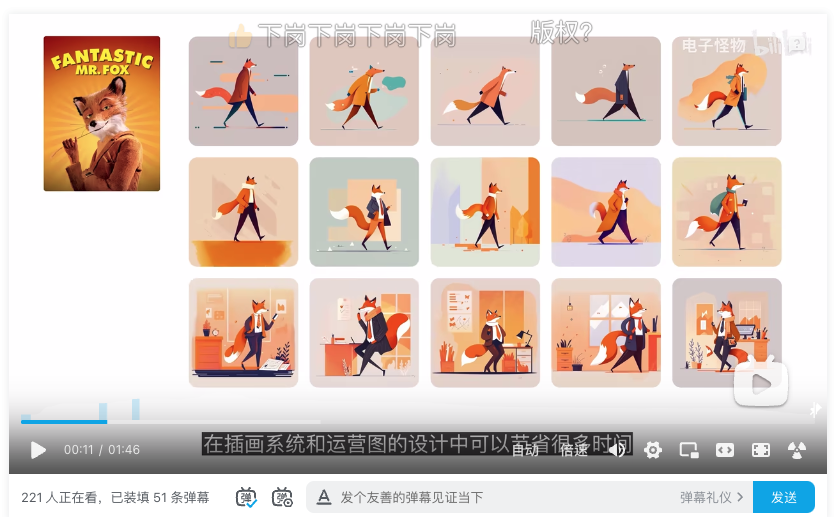 👍下岗下岗下岗下岗
版权?
电子怪物 bilibili
FANTASTIC
MR.FOX
在插画系统和运营图的设计中可以节省很多时间
00:11 / 01:46
自动
倍速
221 人正在看，已装填 51 条弹幕
弹
弹
A 发个友善的弹幕见证当下
弹幕礼仪 >
发送